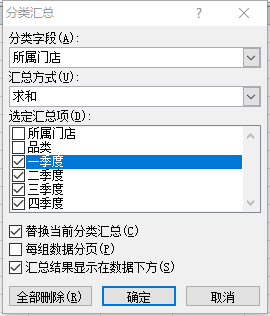 分类汇总
?
×
分类字段(A):
所属门店
汇总方式(U):
求和
选定汇总项(D):
所属门店
品类
一季度
二季度
三季度
四季度
替换当前分类汇总(C)
每组数据分页(P)
汇总结果显示在数据下方(S)
全部删除(R) 确定 取消